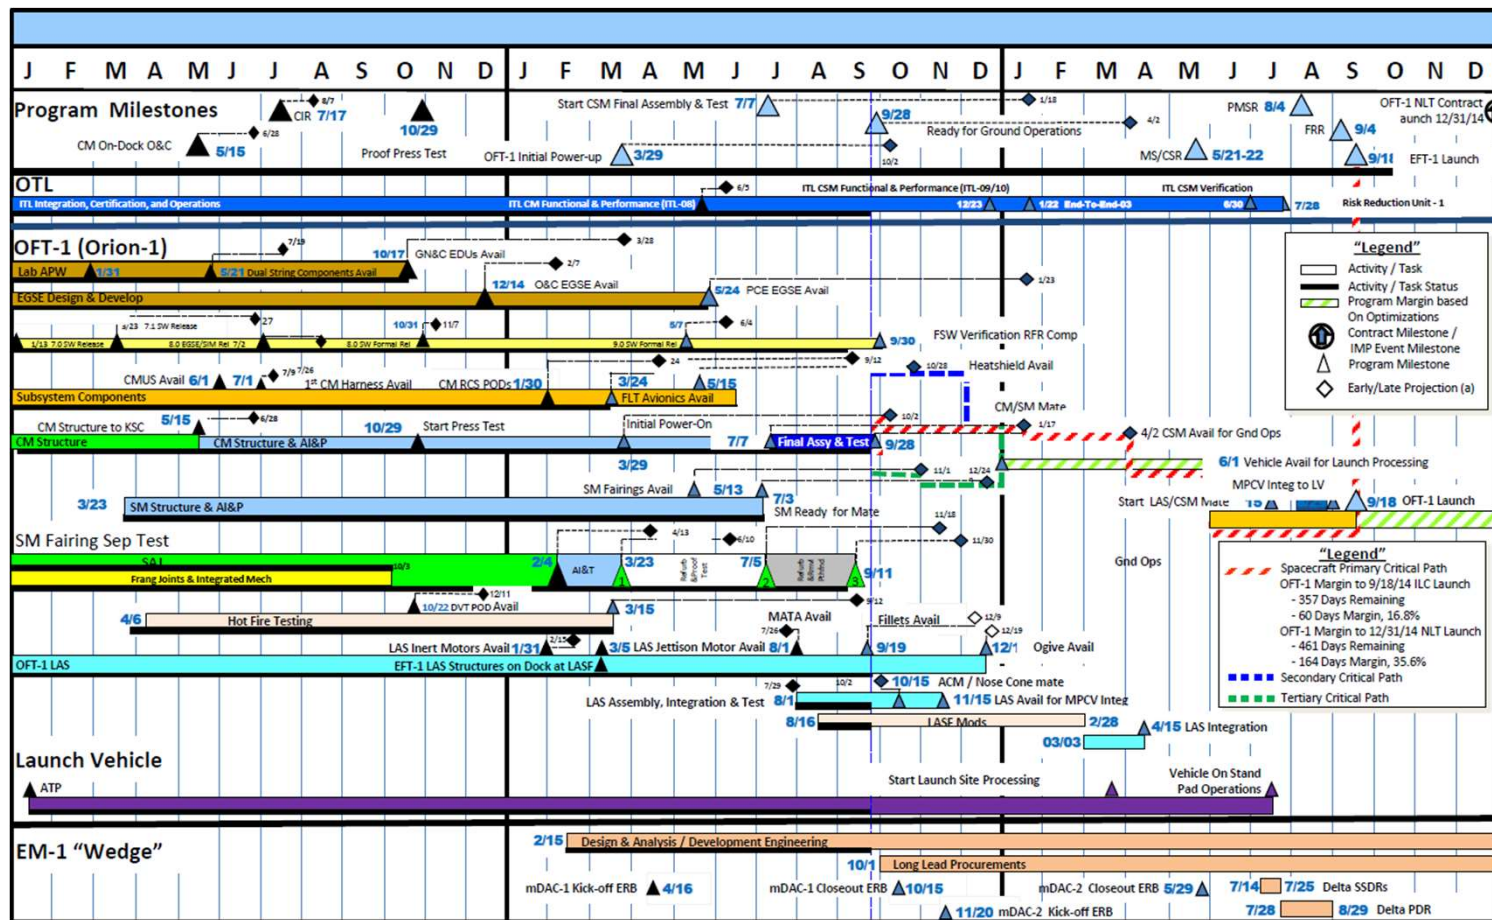 J F M A M J J A S O N D J F M A M J J A S O N D J F M A M J J A S O N D
Program Milestones
8/7
CIR 7/17
6/28
CM On-Dock O&C 5/15
10/29
Proof Press Test
Start CSM Final Assembly & Test 7/7
1/18
9/28
Ready for Ground Operations
4/2
OFT-1 Initial Power-up 3/29
10/2
PMSR 8/4
OFT-1 NLT Contract
aunch 12/31/14
FRR 9/4
MS/CSR 5/21-22
9/18 EFT-1 Launch
OTL
6/3
ITL CSM Functional & Performance (ITL-09/10)
ITL CSM Verification
ITL Integration, Certification, and Operations
ITL CM Functional & Performance (ITL-08)
12/23
1/22 End-To-End-03
6/30
7/28
Risk Reduction Unit - 1
OFT-1 (Orion-1)
7/19
10/17
GN&C EDUs Avail
3/28
Lab APW
1/31
5/21 Dual String Components Avail
2/7
12/14 O&C EGSE Avail
5/24 PCE EGSE Avail
1/23
EGSE Design & Develop
3/23 7.1 SW Release
27
10/31
11/7
5/7
6/4
FSW Verification RFR Comp
1/13 7.0 SW Release
8.0 EGSE/SIM Rel 7/2
8.0 SW Formal Rel
9.0 SW Formal Rel
9/30
7/9 7/26
24
9/12
10/28 Heatshield Avail
CMUS Avail 6/1
7/1
1st CM Harness Avail
CM RCS PODs 1/30
3/24
5/15
Subsystem Components
FLT Avionics Avail
CM/SM Mate
CM Structure to KSC
5/15
6/28
10/29
Start Press Test
Initial Power-On
10/2
1/17
4/2 CSM Avail for Gnd Ops
CM Structure
CM Structure & AI&P
7/7
Final Assy & Test
9/28
3/29
11/1
12/24
6/1 Vehicle Avail for Launch Processing
SM Fairings Avail
5/13
7/3
MPCV Integ to LV
3/23
SM Structure & AI&P
SM Ready for Mate
Start LAS/CSM Mate
15
9/18 OFT-1 Launch
11/18
SM Fairing Sep Test
4/13
6/10
11/30
Gnd Ops
10/3
2/4
AI&T
3/23
1
Refurb
&Proof
Test
7/5
2
3
9/11
Frang Joints & Integrated Mech
12/11
10/22 DVT POD Avail
3/15
9/12
4/6
Hot Fire Testing
MATA Avail
Fillets Avail
12/9
2/15
7/26
12/19
LAS Inert Motors Avail 1/31
3/5 LAS Jettison Motor Avail 8/1
9/19
12/1
Ogive Avail
OFT-1 LAS
EFT-1 LAS Structures on Dock at LASF
7/29
10/2
10/15
ACM / Nose Cone mate
LAS Assembly, Integration & Test
8/1
11/15 LAS Avail for MPCV Integ
8/16
LASF Mods
2/28
03/03
4/15 LAS Integration
Launch Vehicle
ATP
Start Launch Site Processing
Vehicle On Stand
Pad Operations
EM-1 “Wedge”
2/15
Design & Analysis / Development Engineering
10/1
Long Lead Procurements
mDAC-1 Kick-off ERB 4/16
mDAC-1 Closeout ERB 10/15
mDAC-2 Closeout ERB 5/29
7/14
7/25 Delta SSDRs
11/20 mDAC-2 Kick-off ERB
7/28
8/29 Delta PDR
“Legend”
Activity / Task
Activity / Task Status
Program Margin based
On Optimizations
Contract Milestone /
IMP Event Milestone
Program Milestone
Early/Late Projection (a)
“Legend”
Spacecraft Primary Critical Path
OFT-1 Margin to 9/18/14 ILC Launch
- 357 Days Remaining
- 60 Days Margin, 16.8%
OFT-1 Margin to 12/31/14 NLT Launch
- 461 Days Remaining
- 164 Days Margin, 35.6%
Secondary Critical Path
Tertiary Critical Path